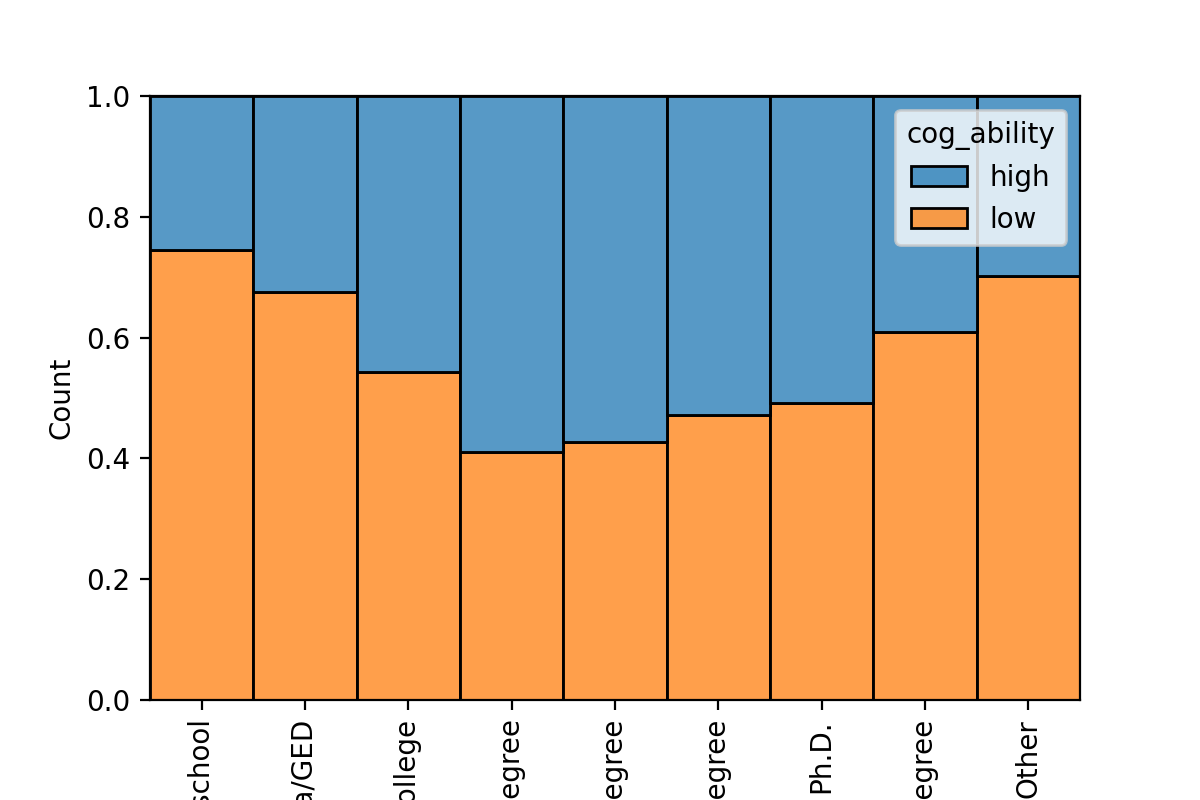 cog_ability
high
low
Count
1.0
0.8
0.6
0.4
0.2
0.0
school
a/GED
ollege
egree
egree
egree
Ph.D.
egree
Other